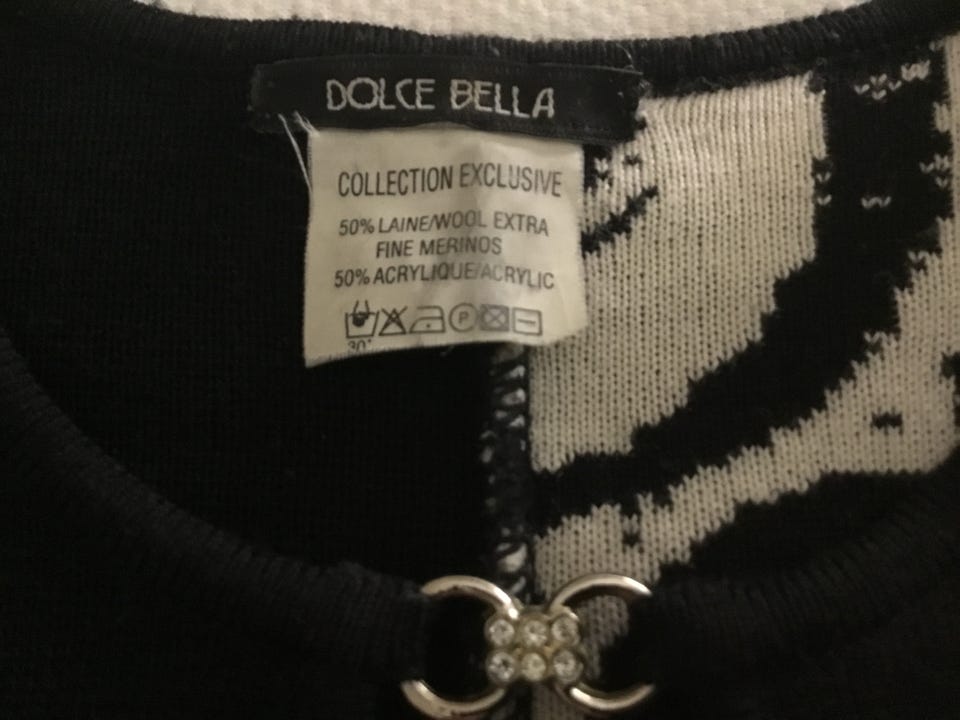 DOLCE BELLA
COLLECTION EXCLUSIVE
50% LAINE/WOOL EXTRA
FINE MERINOS
50% ACRYLIQUE/ACRYLIC
P
30°